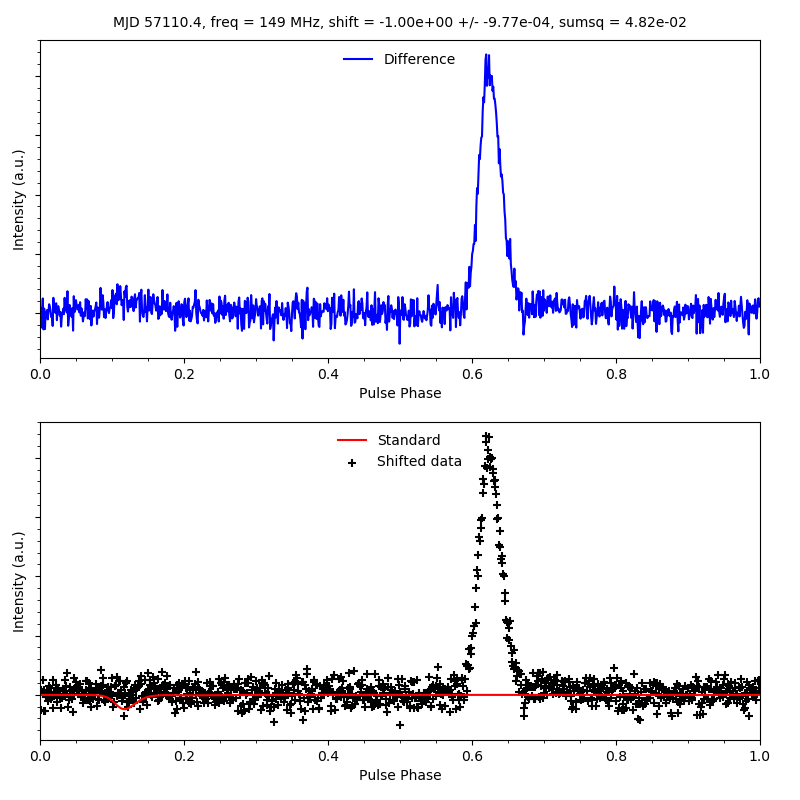 MJD 57110.4, freq = 149 MHz, shift = -1.00e+00 +/- -9.77e-04, sumsq = 4.82e-02
Difference
Intensity (a.u.)
0.0 0.2 0.4 0.6 0.8 1.0
Pulse Phase
Standard
Shifted data
Intensity (a.u.)
0.0 0.2 0.4 0.6 0.8 1.0
Pulse Phase